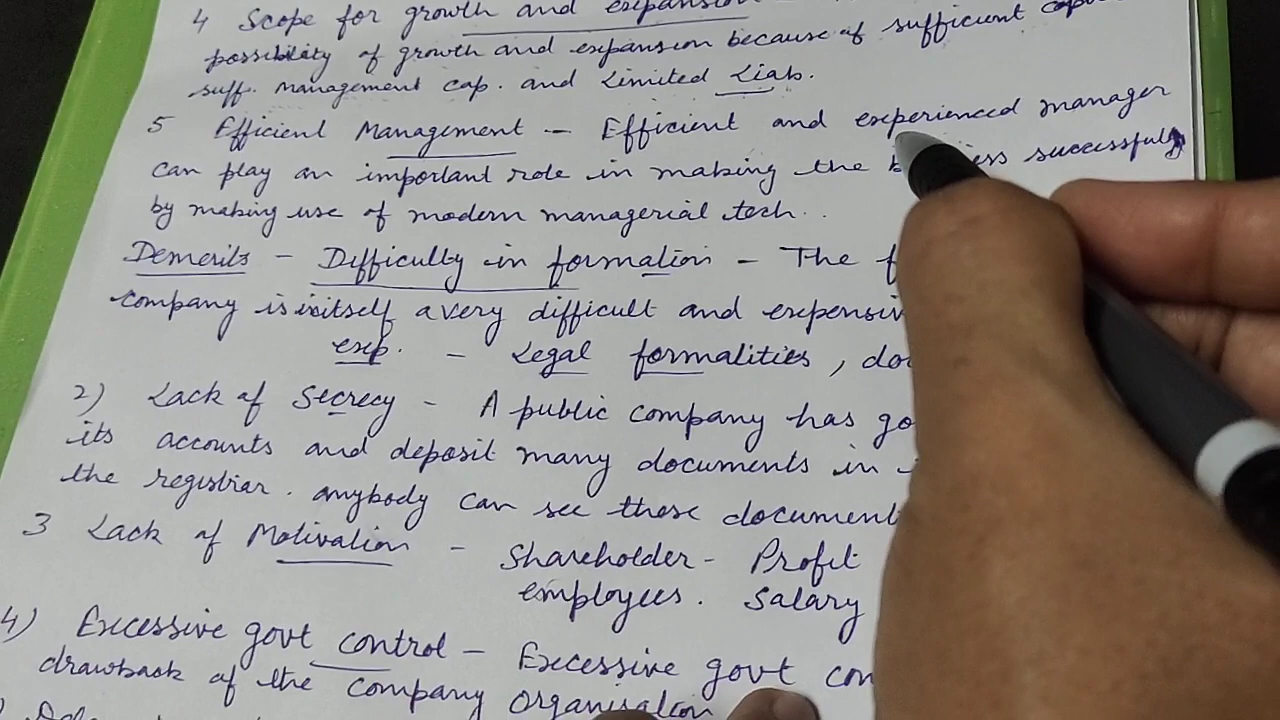 4 Scope for growth and expansion
possibility of growth and expansion because of sufficient
suff. management cap. and Limited Liab.
5 Efficient Management - Efficient and experienced manager
can play an important role in making the successfully
by making use of modern managerial tech..
Demerits - Difficulty in formation - The
company is itself a very difficult and
exp. - Legal formalities,
2) Lack of Secrecy - A public company has
its accounts and deposit many documents in
the registrar. anybody can see these document
3 Lack of Motivation - Shareholder - Profit
employees. Salary
4) Excessive govt control - Excessive govt con
drawback of the company organisation